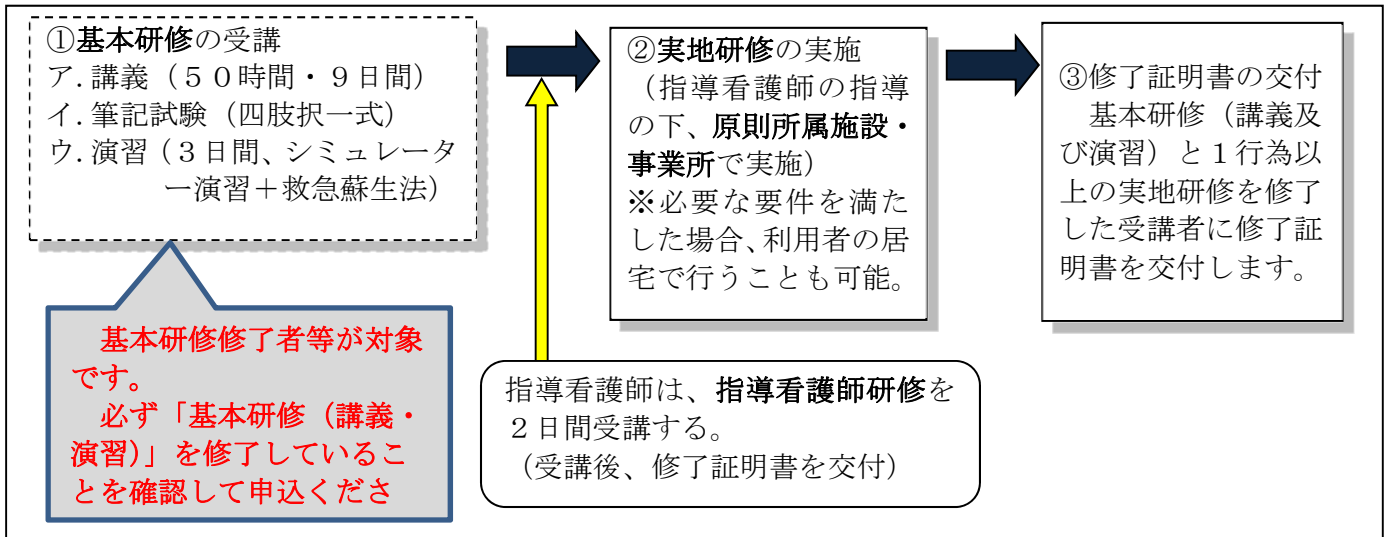 ①基本研修の受講
ア.講義（５０時間・９日間）
イ.筆記試験（四肢択一式）
ウ.演習（３日間、シミュレータ
ー演習＋救急蘇生法）
②実地研修の実施
（指導看護師の指導
の下、原則所属施設・
事業所で実施）
※必要な要件を満たした
場合、利用者の居
宅で行うことも可能。
③修了証明書の交付
基本研修（講義及
び演習）と１行為以
上の実地研修を修了
した受講者に修了証
明書を交付します。
基本研修修了者等が対象
です。
必ず「基本研修（講義・
演習）」を修了しているこ
とを確認して申込くださ
指導看護師は、指導看護師研修を
２日間受講する。
（受講後、修了証明書を交付）